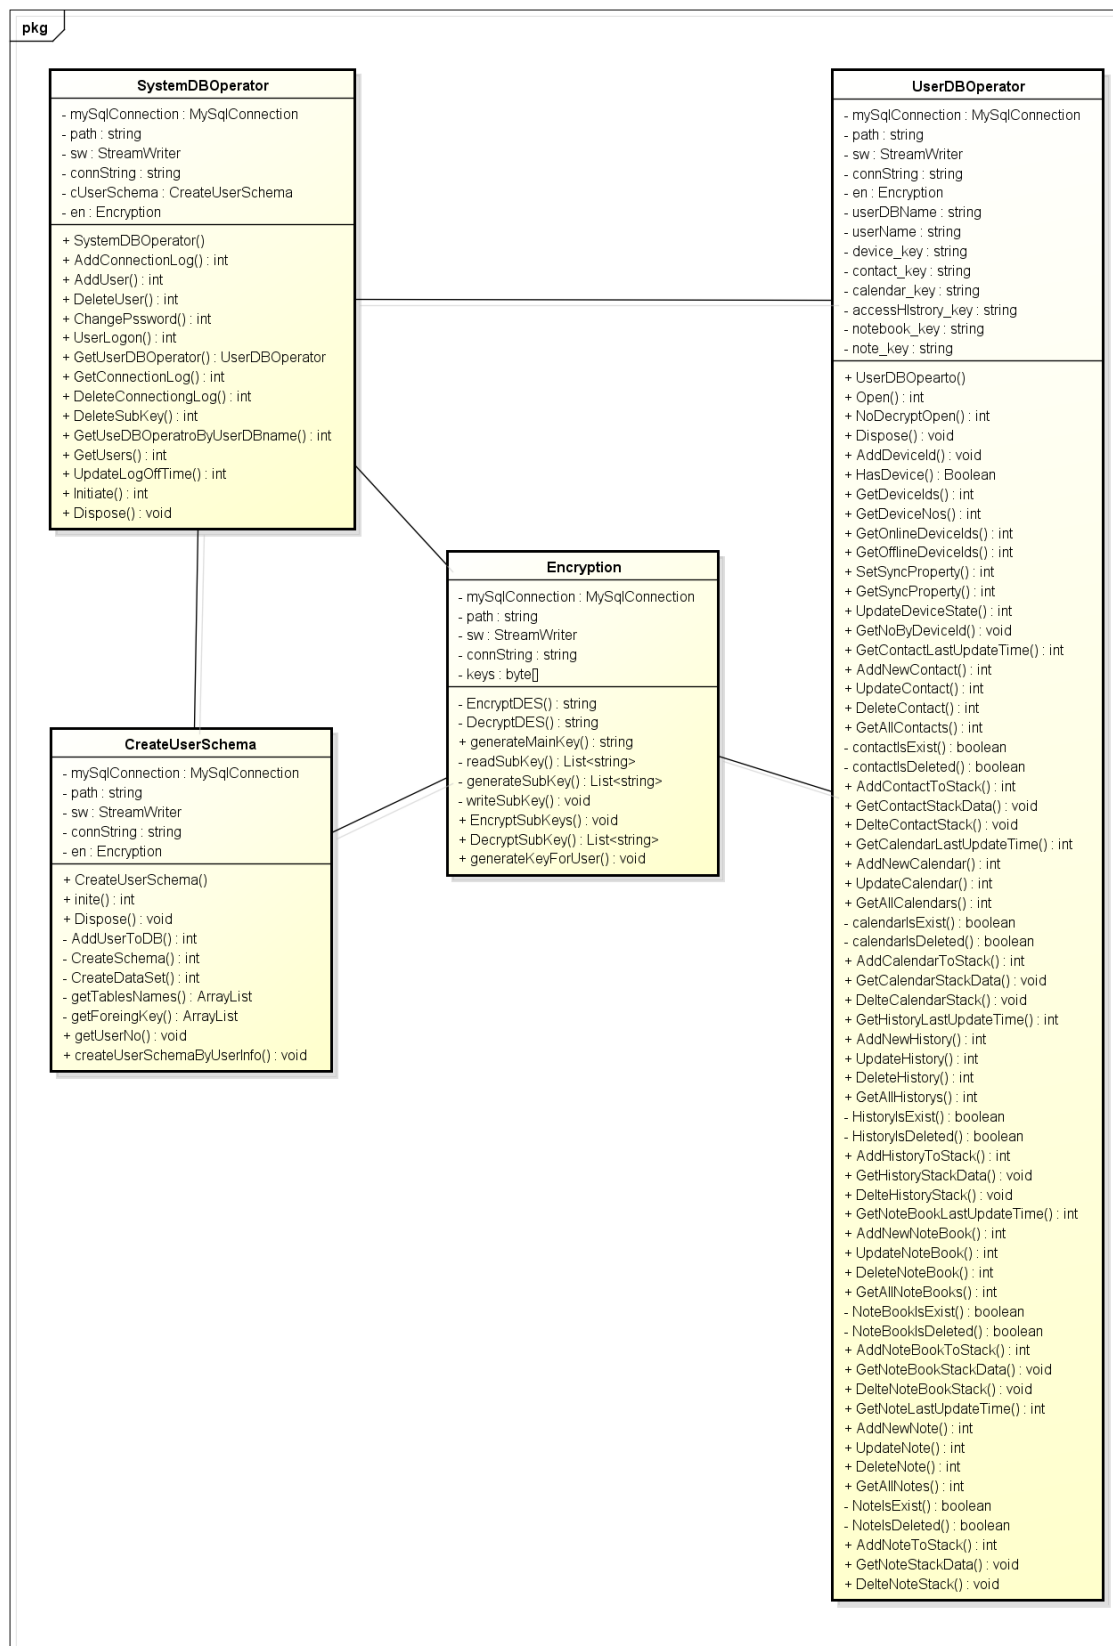 pkg
SystemDBOperator
- mySqlConnection : MySqlConnection
- path : string
- sw : StreamWriter
- connString : string
- cUserSchema : CreateUserSchema
- en : Encryption
+ SystemDBOperator()
+ AddConnectionLog() : int
+ AddUser() : int
+ DeleteUser() : int
+ ChangePssword() : int
+ UserLogon() : int
+ GetUserDBOperator() : UserDBOperator
+ GetConnectionLog() : int
+ DeleteConnectiongLog() : int
+ DeleteSubKey() : int
+ GetUseDBOperatroByUserDBname() : int
+ GetUsers() : int
+ UpdateLogOffTime() : int
+ Initiate() : int
+ Dispose() : void
CreateUserSchema
- mySqlConnection : MySqlConnection
- path : string
- sw : StreamWriter
- connString : string
- en : Encryption
+ CreateUserSchema()
+ inite() : int
+ Dispose() : void
- AddUserToDB() : int
- CreateSchema() : int
- CreateDataSet() : int
- getTablesNames() : ArrayList
- getForeingKey() : ArrayList
+ getUserNo() : void
+ createUserSchemaByUserInfo() : void
Encryption
- mySqlConnection : MySqlConnection
- path : string
- sw : StreamWriter
- connString : string
- keys : byte[]
- EncryptDES() : string
- DecryptDES() : string
+ generateMainKey() : string
- readSubKey() : List<string>
- generateSubKey() : List<string>
- writeSubKey() : void
+ EncryptSubKeys() : void
+ DecryptSubKey() : List<string>
+ generateKeyForUser() : void
UserDBOperator
- mySqlConnection : MySqlConnection
- path : string
- sw : StreamWriter
- connString : string
- en : Encryption
- userDBName : string
- userName : string
- device_key : string
- contact_key : string
- calendar_key : string
- accessHIstrory_key : string
- notebook_key : string
- note_key : string
+ UserDBOpearto()
+ Open() : int
+ NoDecryptOpen() : int
+ Dispose() : void
+ AddDeviceId() : void
+ HasDevice() : Boolean
+ GetDeviceIds() : int
+ GetDeviceNos() : int
+ GetOnlineDeviceIds() : int
+ GetOfflineDeviceIds() : int
+ SetSyncProperty() : int
+ GetSyncProperty() : int
+ UpdateDeviceState() : int
+ GetNoByDeviceId() : void
+ GetContactLastUpdateTime() : int
+ AddNewContact() : int
+ UpdateContact() : int
+ DeleteContact() : int
+ GetAllContacts() : int
- contactIsExist() : boolean
- contactIsDeleted() : boolean
+ AddContactToStack() : int
+ GetContactStackData() : void
+ DelteContactStack() : void
+ GetCalendarLastUpdateTime() : int
+ AddNewCalendar() : int
+ UpdateCalendar() : int
+ GetAllCalendars() : int
- calendarIsExist() : boolean
- calendarIsDeleted() : boolean
+ AddCalendarToStack() : int
+ GetCalendarStackData() : void
+ DelteCalendarStack() : void
+ GetHistoryLastUpdateTime() : int
+ AddNewHistory() : int
+ UpdateHistory() : int
+ DeleteHistory() : int
+ GetAllHistorys() : int
- HistoryIsExist() : boolean
- HistoryIsDeleted() : boolean
+ AddHistoryToStack() : int
+ GetHistoryStackData() : void
+ DelteHistoryStack() : void
+ GetNoteBookLastUpdateTime() : int
+ AddNewNoteBook() : int
+ UpdateNoteBook() : int
+ DeleteNoteBook() : int
+ GetAllNoteBooks() : int
- NoteBookIsExist() : boolean
- NoteBookIsDeleted() : boolean
+ AddNoteBookToStack() : int
+ GetNoteBookStackData() : void
+ DelteNoteBookStack() : void
+ GetNoteLastUpdateTime() : int
+ AddNewNote() : int
+ UpdateNote() : int
+ DeleteNote() : int
+ GetAllNotes() : int
- NoteIsExist() : boolean
- NoteIsDeleted() : boolean
+ AddNoteToStack() : int
+ GetNoteStackData() : void
+ DelteNoteStack() : void